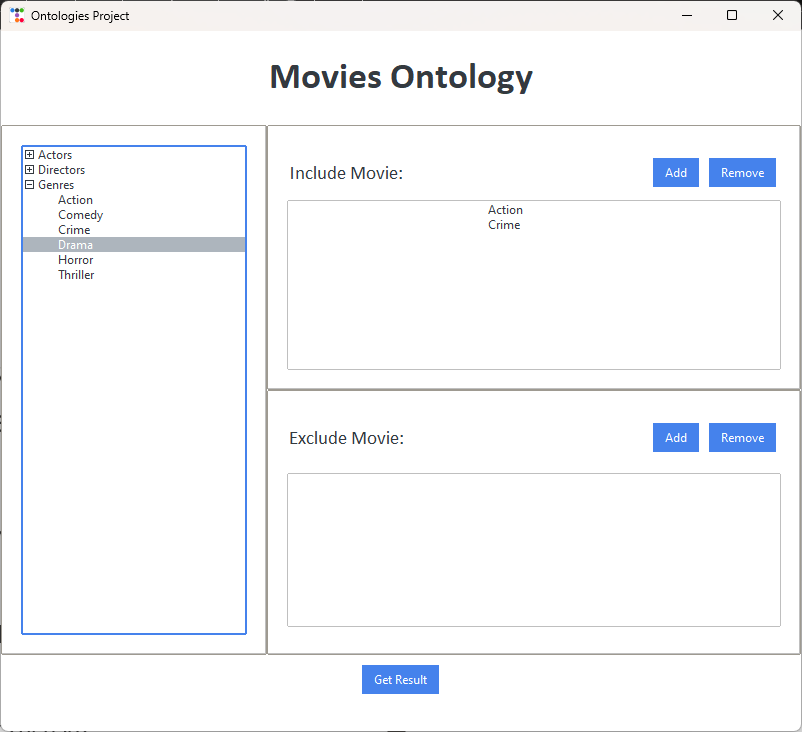 Ontologies Project
Movies Ontology
Actors
Directors
Genres
Action
Comedy
Crime
Drama
Horror
Thriller
Include Movie:
Add
Remove
Action
Crime
Exclude Movie:
Add
Remove
Get Result